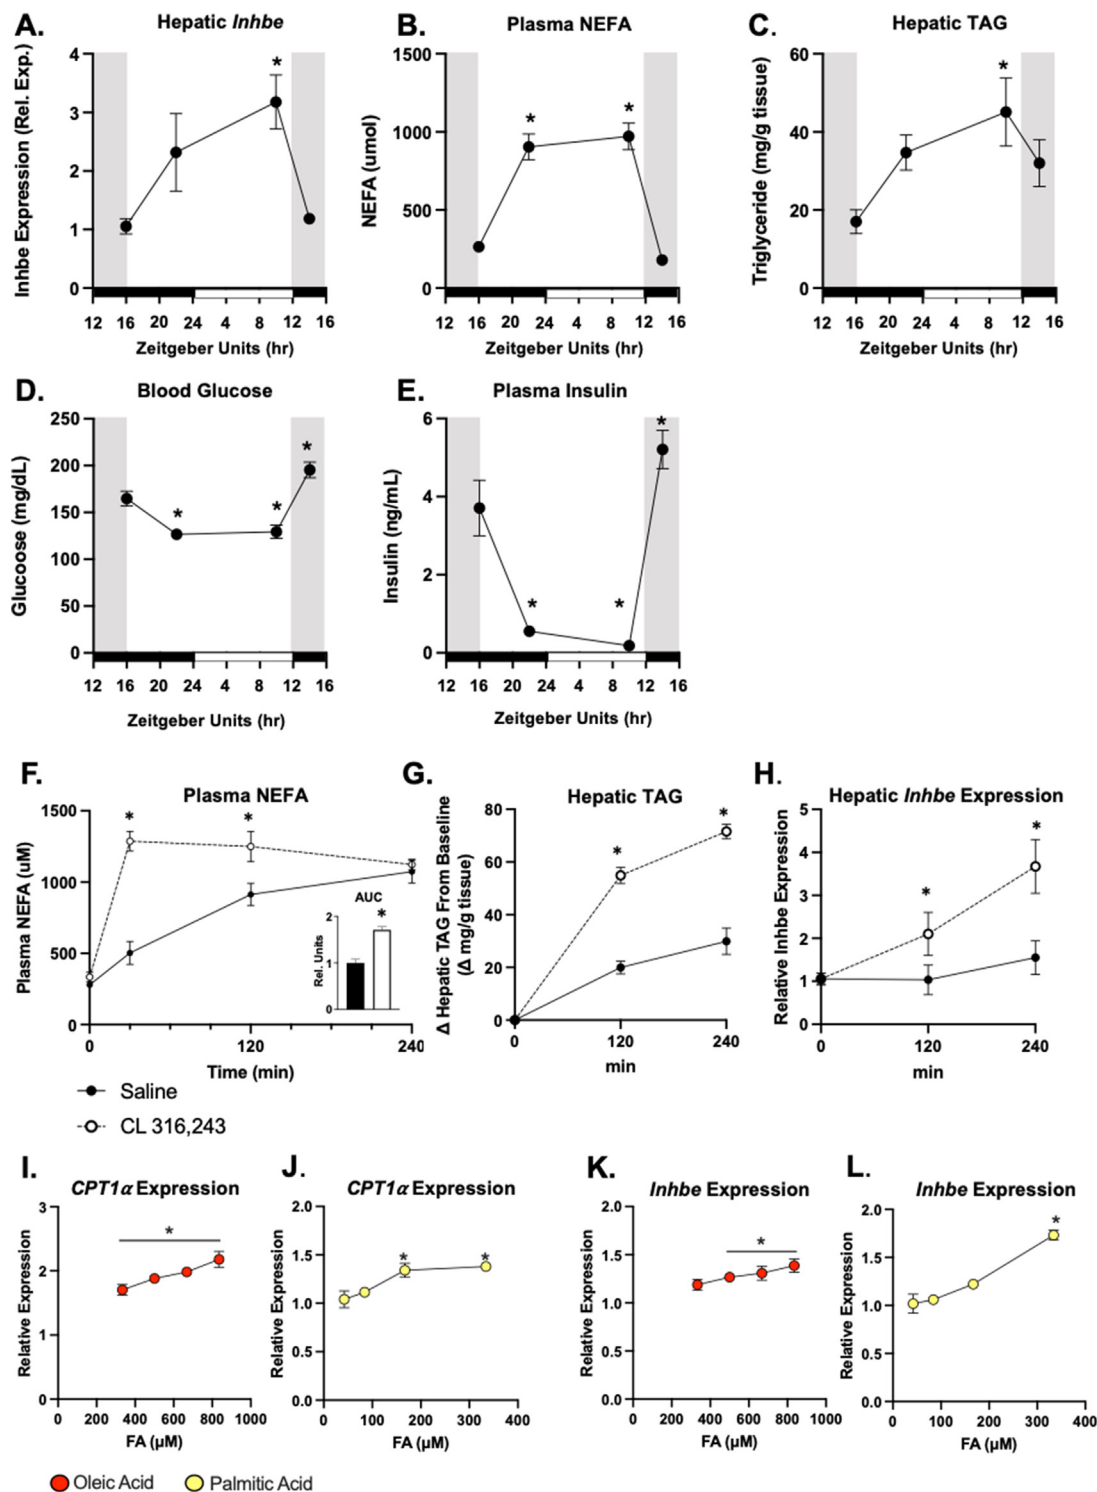 A.
Hepatic Inhbe
Inhbe Expression (Rel. Exp.)
4
3
2
1
0
*
12 16 20 24 4 8 12 16
Zeitgeber Units (hr)
B.
Plasma NEFA
NEFA (umol)
1500
1000
500
0
* *
12 16 20 24 4 8 12 16
Zeitgeber Units (hr)
C.
Hepatic TAG
Triglyceride (mg/g tissue)
60
40
20
0
*
12 16 20 24 4 8 12 16
Zeitgeber Units (hr)
D.
Blood Glucose
Glucoose (mg/dL)
250
200
150
100
50
0
* * *
12 16 20 24 4 8 12 16
Zeitgeber Units (hr)
E.
Plasma Insulin
Insulin (ng/mL)
6
4
2
0
* * *
12 16 20 24 4 8 12 16
Zeitgeber Units (hr)
F.
Plasma NEFA
Plasma NEFA (uM)
1500
1000
500
0
* *
AUC
Rel. Units
2
1
0
*
0 120 240
Time (min)
Saline
CL 316,243
G.
Hepatic TAG
Δ Hepatic TAG From Baseline
(Δ mg/g tissue)
80
60
40
20
0
* *
0 120 240
min
H.
Hepatic Inhbe Expression
Relative Inhbe Expression
5
4
3
2
1
0
* *
0 120 240
min
I.
CPT1α Expression
Relative Expression
3
2
1
0
*
0 200 400 600 800 1000
FA (µM)
J.
CPT1α Expression
Relative Expression
2.0
1.5
1.0
0.5
0.0
* *
0 100 200 300 400
FA (µM)
K.
Inhbe Expression
Relative Expression
2.0
1.5
1.0
0.5
0.0
*
0 200 400 600 800 1000
FA (µM)
L.
Inhbe Expression
Relative Expression
2.0
1.5
1.0
0.5
0.0
*
0 100 200 300 400
FA (µM)
Oleic Acid
Palmitic Acid